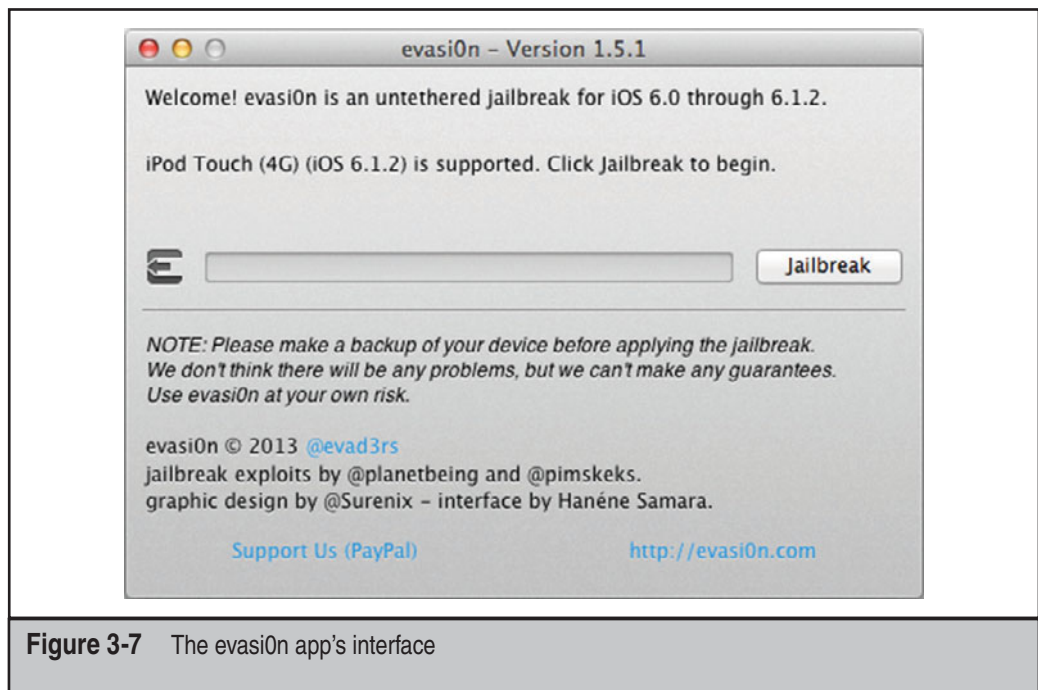 evasi0n – Version 1.5.1
Welcome! evasi0n is an untethered jailbreak for iOS 6.0 through 6.1.2.
iPod Touch (4G) (iOS 6.1.2) is supported. Click Jailbreak to begin.
Jailbreak
NOTE: Please make a backup of your device before applying the jailbreak.
We don't think there will be any problems, but we can't make any guarantees.
Use evasi0n at your own risk.
evasi0n © 2013 @evad3rs
jailbreak exploits by @planetbeing and @pimskeks.
graphic design by @Surenix – interface by Hanéne Samara.
Support Us (PayPal) http://evasi0n.com
Figure 3-7 The evasi0n app's interface